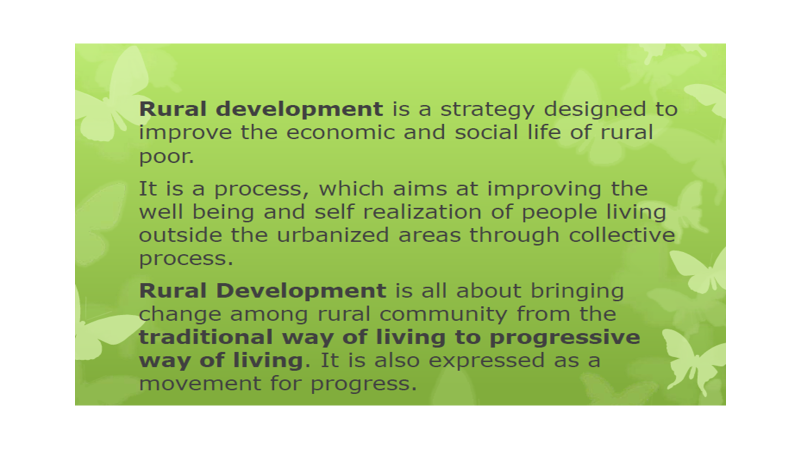 Rural development is a strategy designed to
improve the economic and social life of rural
poor.
It is a process, which aims at improving the
well being and self realization of people living
outside the urbanized areas through collective
process.
Rural Development is all about bringing
change among rural community from the
traditional way of living to progressive
way of living. It is also expressed as a
movement for progress.